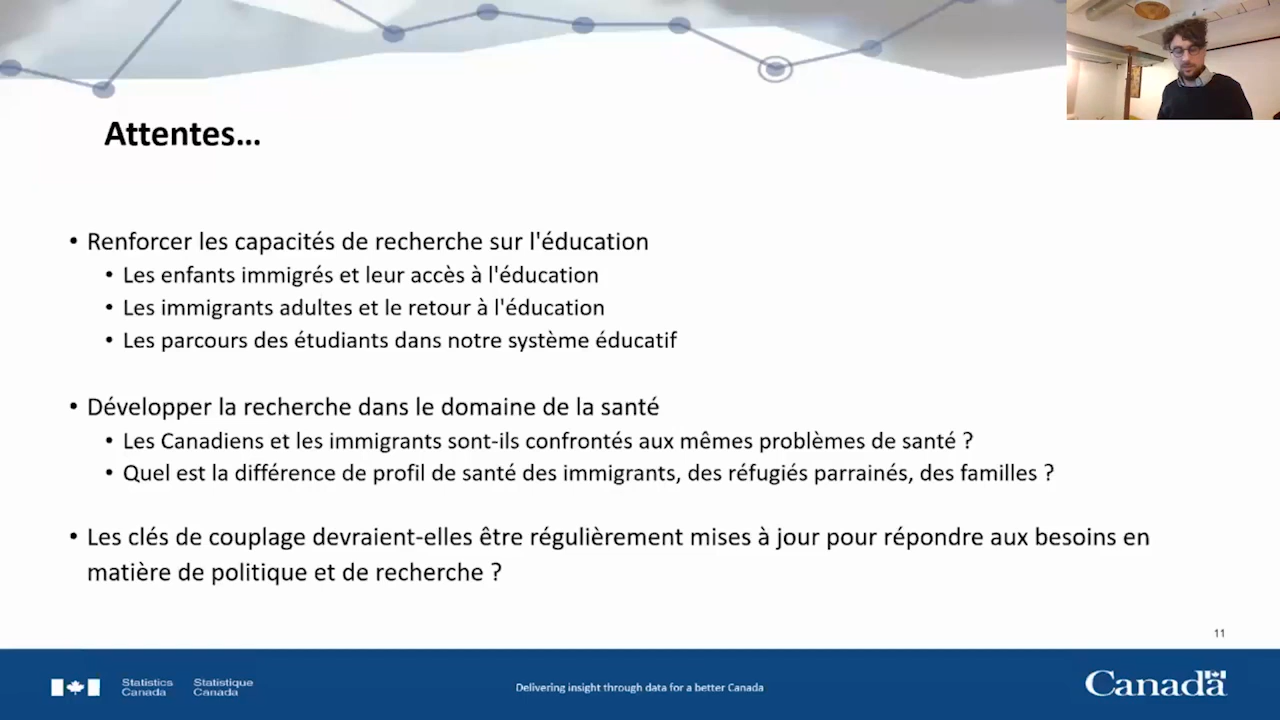 Attentes...
• Renforcer les capacités de recherche sur l'éducation
• Les enfants immigrés et leur accès à l'éducation
• Les immigrants adultes et le retour à l'éducation
• Les parcours des étudiants dans notre système éducatif
• Développer la recherche dans le domaine de la santé
• Les Canadiens et les immigrants sont-ils confrontés aux mêmes problèmes de santé ?
• Quel est la différence de profil de santé des immigrants, des réfugiés parrainés, des familles ?
• Les clés de couplage devraient-elles être régulièrement mises à jour pour répondre aux besoins en
matière de politique et de recherche ?
11
Statistics Statistique
Canada Canada
Delivering insight through data for a better Canada
Canada